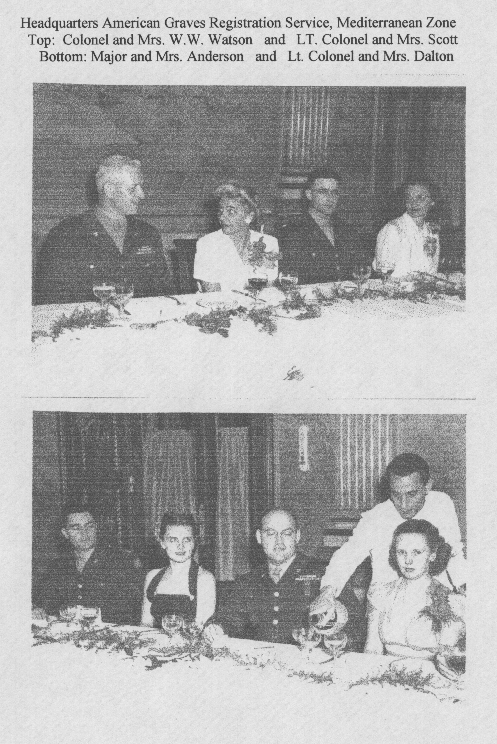 Headquarters American Graves Registration Service, Mediterranean Zone
Top: Colonel and Mrs. W.W. Watson and LT. Colonel and Mrs. Scott
Bottom: Major and Mrs. Anderson and Lt. Colonel and Mrs. Dalton